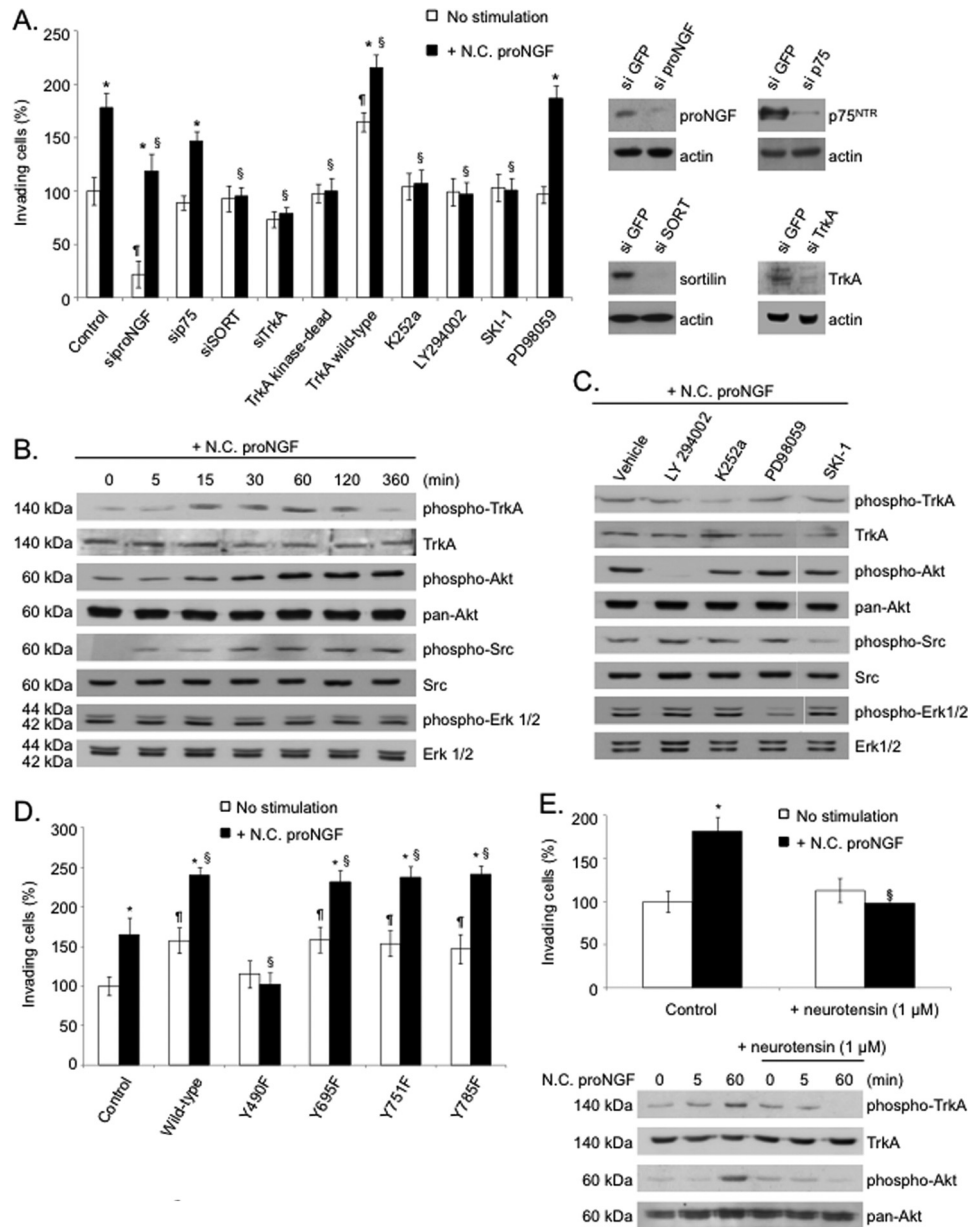 A.
No stimulation
+ N.C. proNGF
Invading cells (%)
250
200
150
100
50
0
* ¶ * § * § § § ¶ * § § § § *
Control
siproNGF
sip75
siSORT
siTrkA
TrkA kinase-dead
TrkA wild-type
K252a
LY294002
SKI-1
PD98059
si GFP
si proNGF
proNGF
actin
si GFP
si p75
p75NTR
actin
si GFP
si SORT
sortilin
actin
si GFP
si TrkA
TrkA
actin
B.
+ N.C. proNGF
0 5 15 30 60 120 360 (min)
140 kDa phospho-TrkA
140 kDa TrkA
60 kDa phospho-Akt
60 kDa pan-Akt
60 kDa phospho-Src
60 kDa Src
44 kDa
42 kDa phospho-Erk 1/2
44 kDa
42 kDa Erk 1/2
C.
+ N.C. proNGF
Vehicle
LY 294002
K252a
PD98059
SKI-1
phospho-TrkA
TrkA
phospho-Akt
pan-Akt
phospho-Src
Src
phospho-Erk1/2
Erk1/2
D.
No stimulation
+ N.C. proNGF
Invading cells (%)
300
250
200
150
100
50
0
* ¶ * § § ¶ * § ¶ * § ¶ * §
Control
Wild-type
Y490F
Y695F
Y751F
Y785F
E.
No stimulation
+ N.C. proNGF
Invading cells (%)
200
150
100
50
0
* §
Control
+ neurotensin (1 µM)
+ neurotensin (1 µM)
N.C. proNGF 0 5 60 0 5 60 (min)
140 kDa phospho-TrkA
140 kDa TrkA
60 kDa phospho-Akt
60 kDa pan-Akt